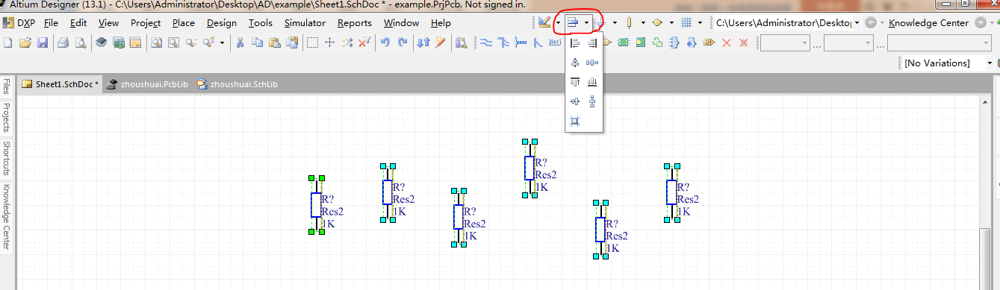 Altium Designer (13.1) - C:\Users\Administrator\Desktop\AD\example\Sheet1.SchDoc * - example.PrjPcb. Not signed in.
DXP File Edit View Project Place Design Tools Simulator Reports Window Help C:\Users\Administrator\Deskto Knowledge Center
Net
... ...
[No Variations]
Files
Projects
Shortcuts
Knowledge Center
Sheet1.SchDoc * zhoushuai.PcbLib zhoushuai.SchLib
R?
Res2
1K
R?
Res2
1K
R?
Res2
1K
R?
Res2
1K
R?
Res2
1K
R?
Res2
1K